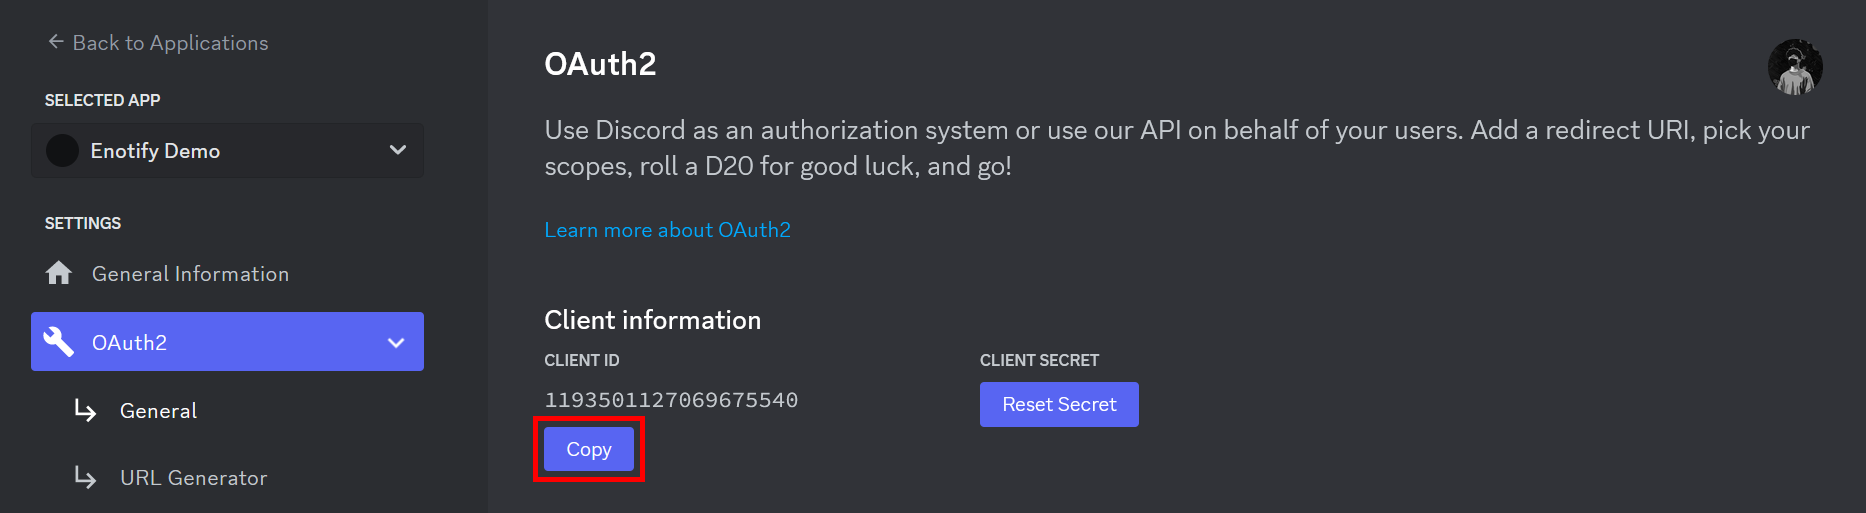 Back to Applications
SELECTED APP
Enotify Demo
SETTINGS
General Information
OAuth2
General
URL Generator
OAuth2
Use Discord as an authorization system or use our API on behalf of your users. Add a redirect URI, pick your
scopes, roll a D20 for good luck, and go!
Learn more about OAuth2
Client information
CLIENT ID
1193501127069675540
Copy
CLIENT SECRET
Reset Secret